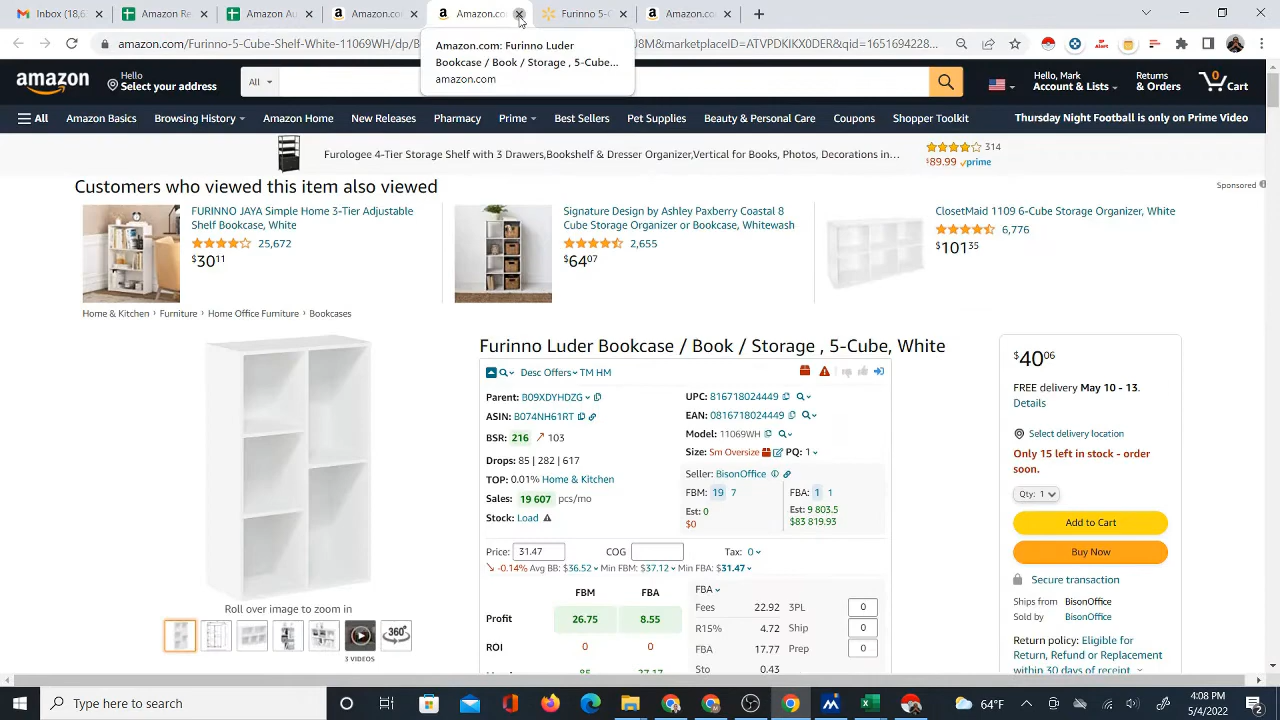 Inbox (18,6
Amazon Re
Amazon Au
Amazon.co
Amazon.co
Furinno 5-C
Amazon.co
amazon.com/Furinno-5-Cube-Shelf-White-11069WH/dp/B
J8M&marketplaceID=ATVPDKIKX0DER&qid=1651694228...
Amazon.com: Furinno Luder
Bookcase / Book / Storage , 5-Cube...
amazon.com
amazon
Hello
Select your address
All
0
Hello, Mark
Account & Lists
Returns
& Orders
Cart
All
Amazon Basics
Browsing History
Amazon Home
New Releases
Pharmacy
Prime
Best Sellers
Pet Supplies
Beauty & Personal Care
Coupons
Shopper Toolkit
Thursday Night Football is only on Prime Video
Furologee 4-Tier Storage Shelf with 3 Drawers,Bookshelf & Dresser Organizer,Vertical for Books, Photos, Decorations in...
314
$89.99 prime
Customers who viewed this item also viewed
Sponsored
FURINNO JAYA Simple Home 3-Tier Adjustable
Shelf Bookcase, White
25,672
$30 11
Signature Design by Ashley Paxberry Coastal 8
Cube Storage Organizer or Bookcase, Whitewash
2,655
$64 07
ClosetMaid 1109 6-Cube Storage Organizer, White
6,776
$101 35
Home & Kitchen › Furniture › Home Office Furniture › Bookcases
Furinno Luder Bookcase / Book / Storage , 5-Cube, White
Desc Offers TM HM
Parent: B09XDYHDZG
ASIN: B074NH61RT
BSR: 216 103
Drops: 85 | 282 | 617
TOP: 0.01% Home & Kitchen
Sales: 19 607 pcs/mo
Stock: Load
UPC: 816718024449
EAN: 0816718024449
Model: 11069WH
Size: Sm Oversize PQ: 1
Seller: BisonOffice
FBM: 19 7
FBA: 1 1
Est: 0
$0
Est: 9 803.5
$83 819.93
Price: 31.47
COG
Tax: 0
-0.14% Avg BB: $36.52 Min FBM: $37.12 Min FBA: $31.47
FBM
FBA
Profit
26.75
8.55
ROI
0
0
FBA
Fees 22.92 3PL 0
R15% 4.72 Ship 0
FBA 17.77 Prep 0
Sto 0.43
Roll over image to zoom in
3 VIDEOS
360°
$40 06
FREE delivery May 10 - 13.
Details
Select delivery location
Only 15 left in stock - order
soon.
Qty: 1
Add to Cart
Buy Now
Secure transaction
Ships from BisonOffice
Sold by BisonOffice
Return policy: Eligible for
Return, Refund or Replacement
within 30 days of receipt
Type here to search
64°F
4:08 PM
5/4/2022
2